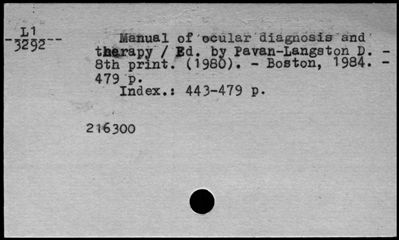 L1
3292
Manual of ocular diagnosis and
therapy / Ed. by Pavan-Langston D. -
8th print. (1980). - Boston, 1984. -
479 p.
Index.: 443-479 p.
216300